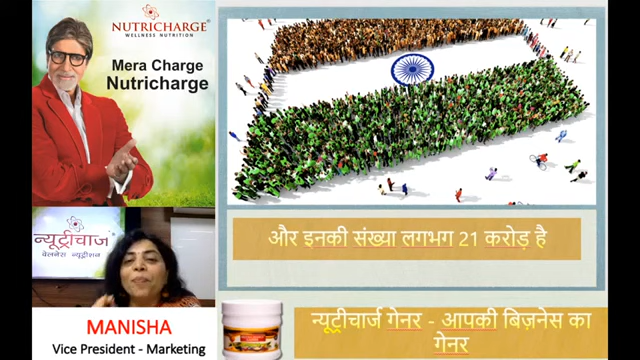 NUTRICHARGE®
WELLNESS NUTRITION
Mera Charge
Nutricharge
न्यूट्रीचार्ज
वेलनेस न्यूट्रीशन
MANISHA
Vice President - Marketing
और इनकी संख्या लगभग 21 करोड़ है
न्यूट्रीचार्ज गेनर - आपकी बिज़नेस का
गेनर